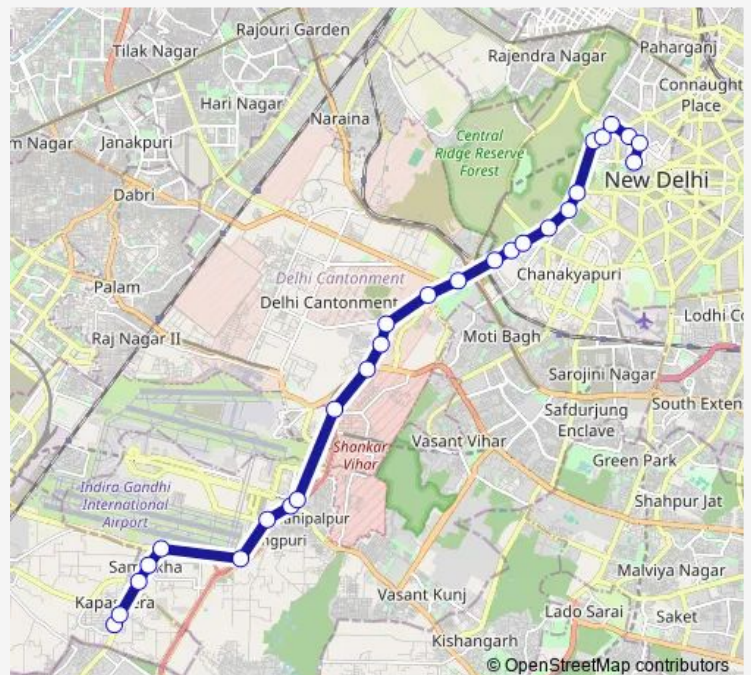 Rajouri Garden
Tilak Nagar
Paharganj
Rajendra Nagar
Connaught
Place
Hari Nagar
Naraina
m Nagar
Janakpuri
Central
Ridge Reserve
Forest
Dabri
New Delhi
Delhi Cantonment
Chanakyapuri
Palam
Delhi Cantonment
Lodhi Co
Raj Nagar II
Moti Bagh
Sarojini Nagar
Safdurjung
Enclave
South Exten
Vasant Vihar
Shankar
Vihar
Green Park
Indira Gandhi
International
Airport
Shahpur Jat
anipalpur
ngpuri
Malviya Nagar
Vasant Kunj
Lado Sarai
Saket
Kishangarh
© OpenStreetMap contributors